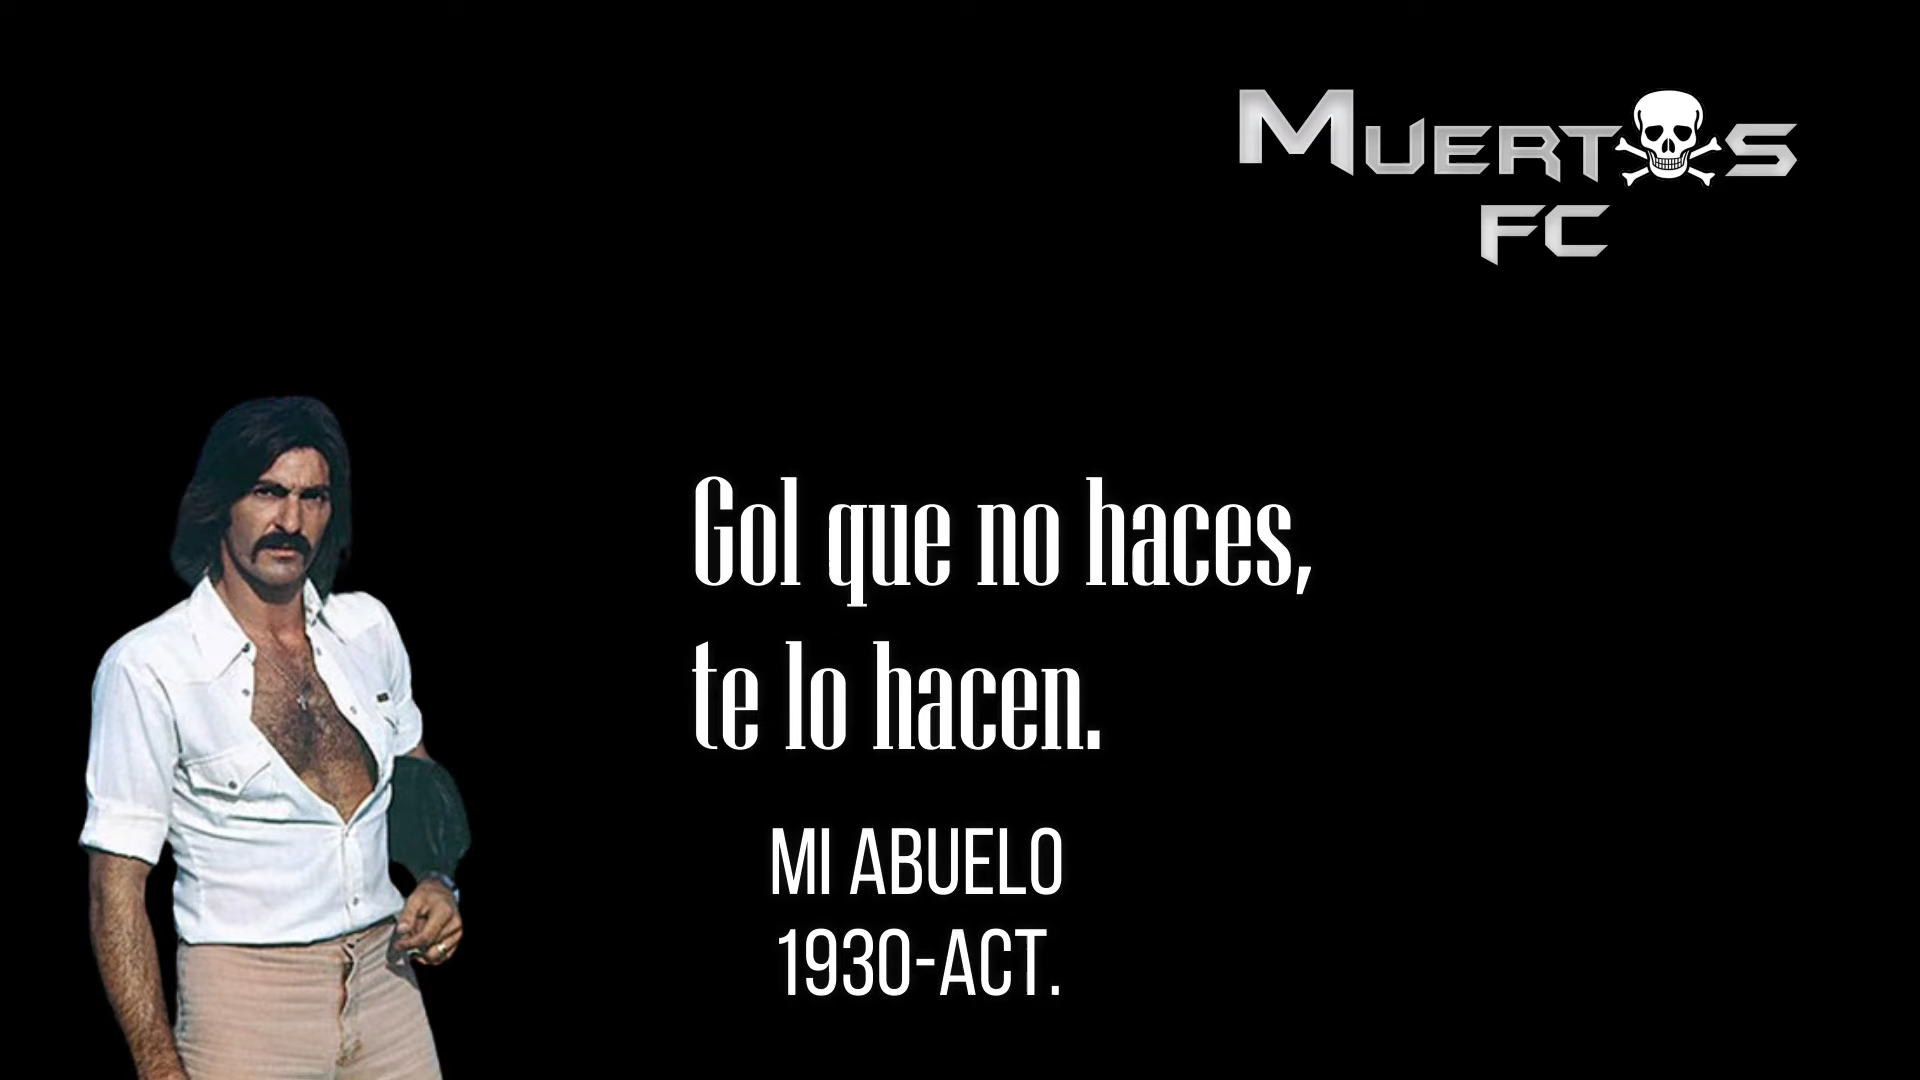 MUERTOS
FC
Gol que no haces,
te lo hacen.
MI ABUELO
1930-ACT.